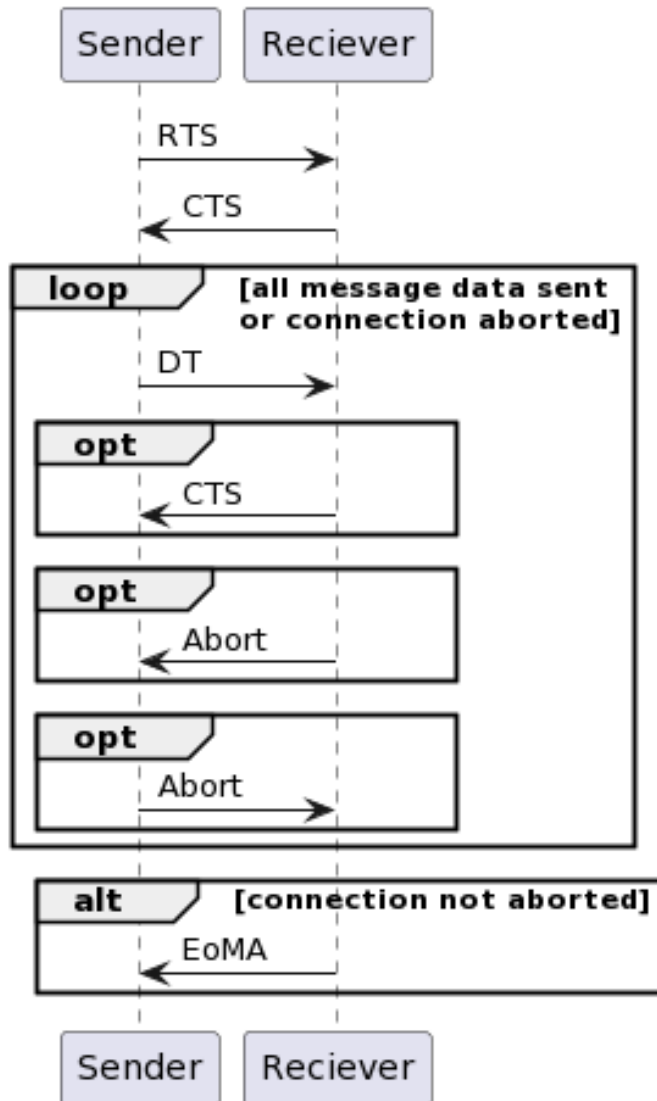 Sender Reciever
RTS
CTS
loop [all message data sent
or connection aborted]
DT
opt
CTS
opt
Abort
opt
Abort
alt [connection not aborted]
EoMA
Sender Reciever